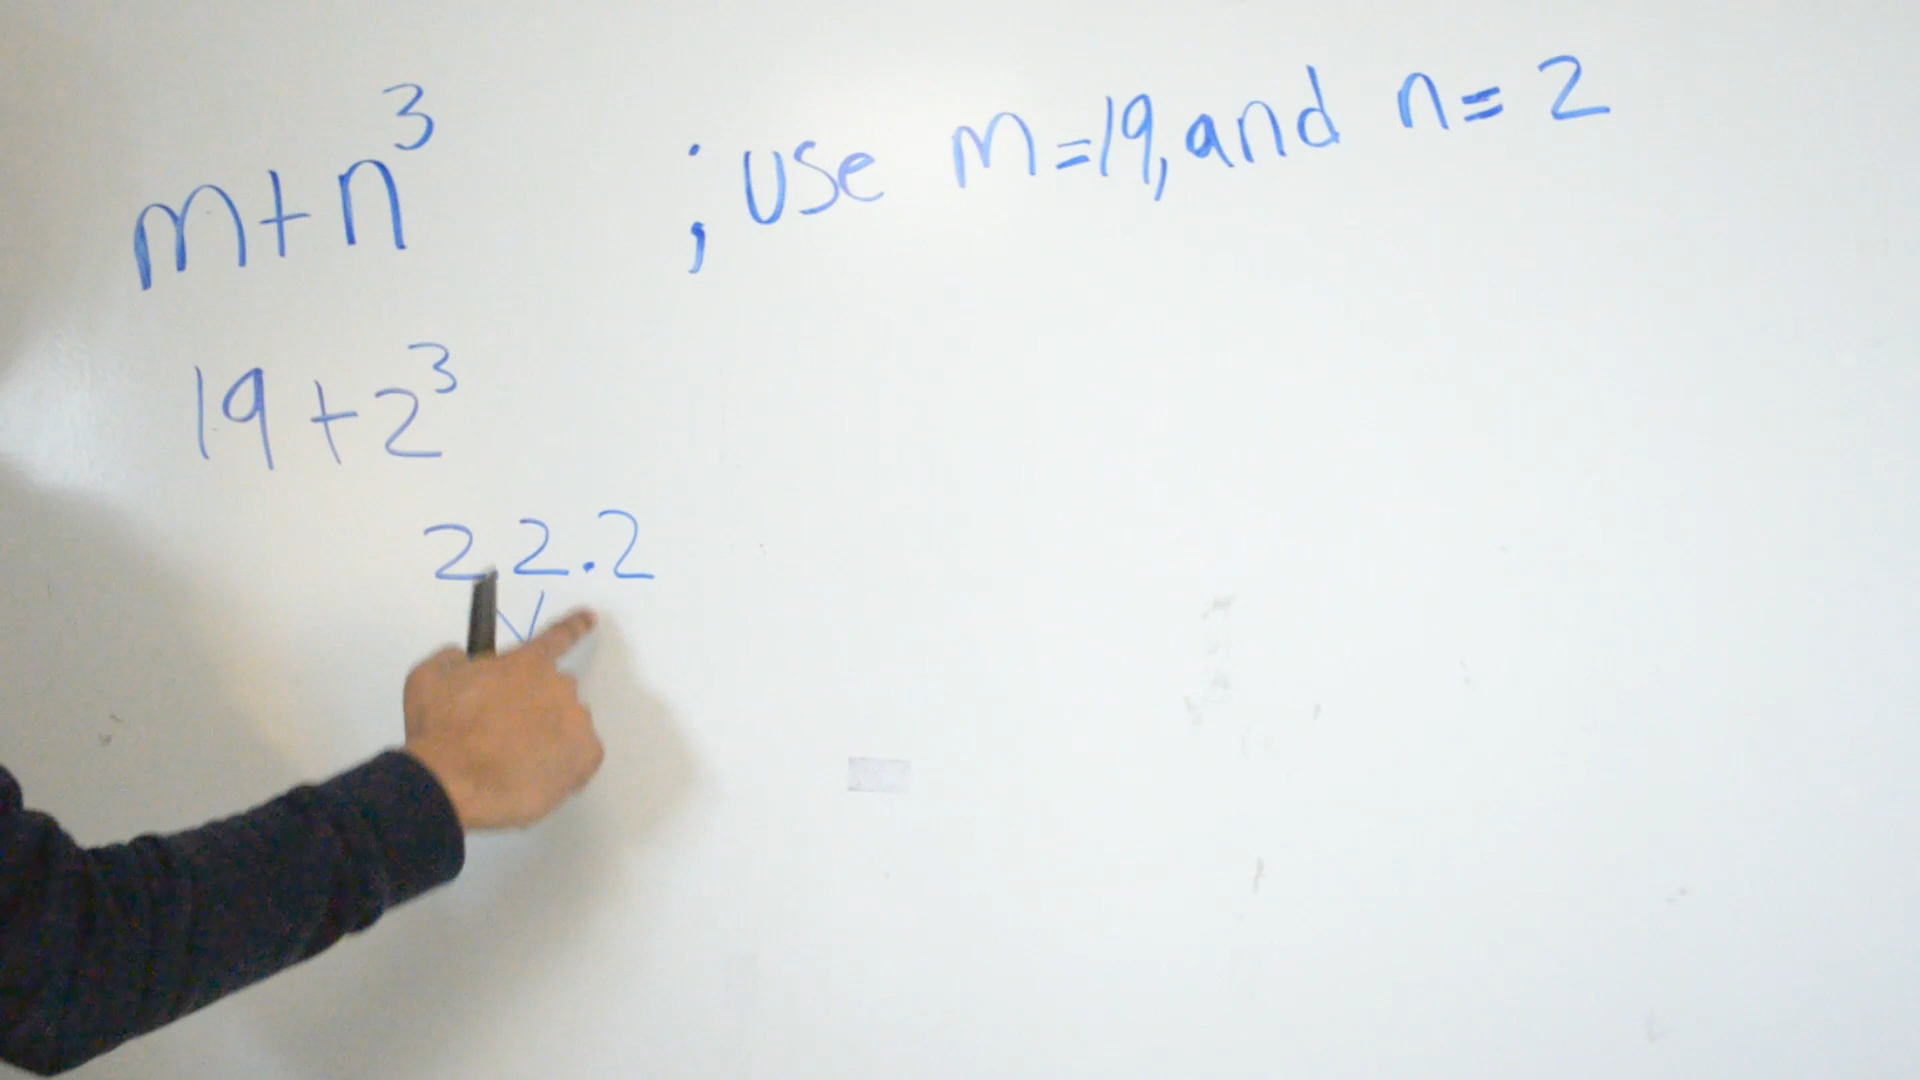 m+n³ ; use m=19, and n=2
19+2³
2.2.2